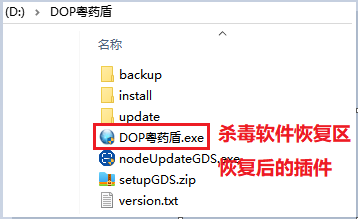 (D:) > DOP粤药盾
名称
backup
install
update
DOP粤药盾.exe
nodeUpdateGDS.exe
setupGDS.zip
version.txt
杀毒软件恢复区
恢复后的插件